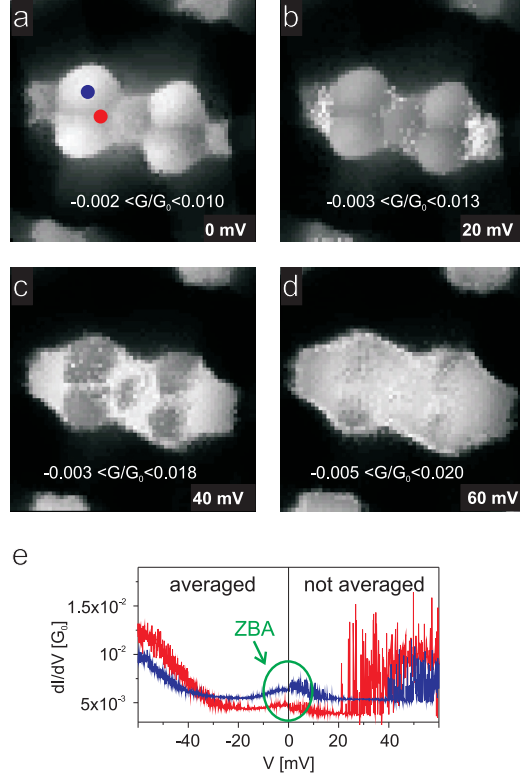 a
-0.002 <G/G₀<0.010
0 mV
b
-0.003 <G/G₀<0.013
20 mV
c
-0.003 <G/G₀<0.018
40 mV
d
-0.005 <G/G₀<0.020
60 mV
e
averaged
not averaged
ZBA
1.5x10⁻²
10⁻²
5x10⁻³
dI/dV [G₀]
-40
-20
0
20
40
V [mV]